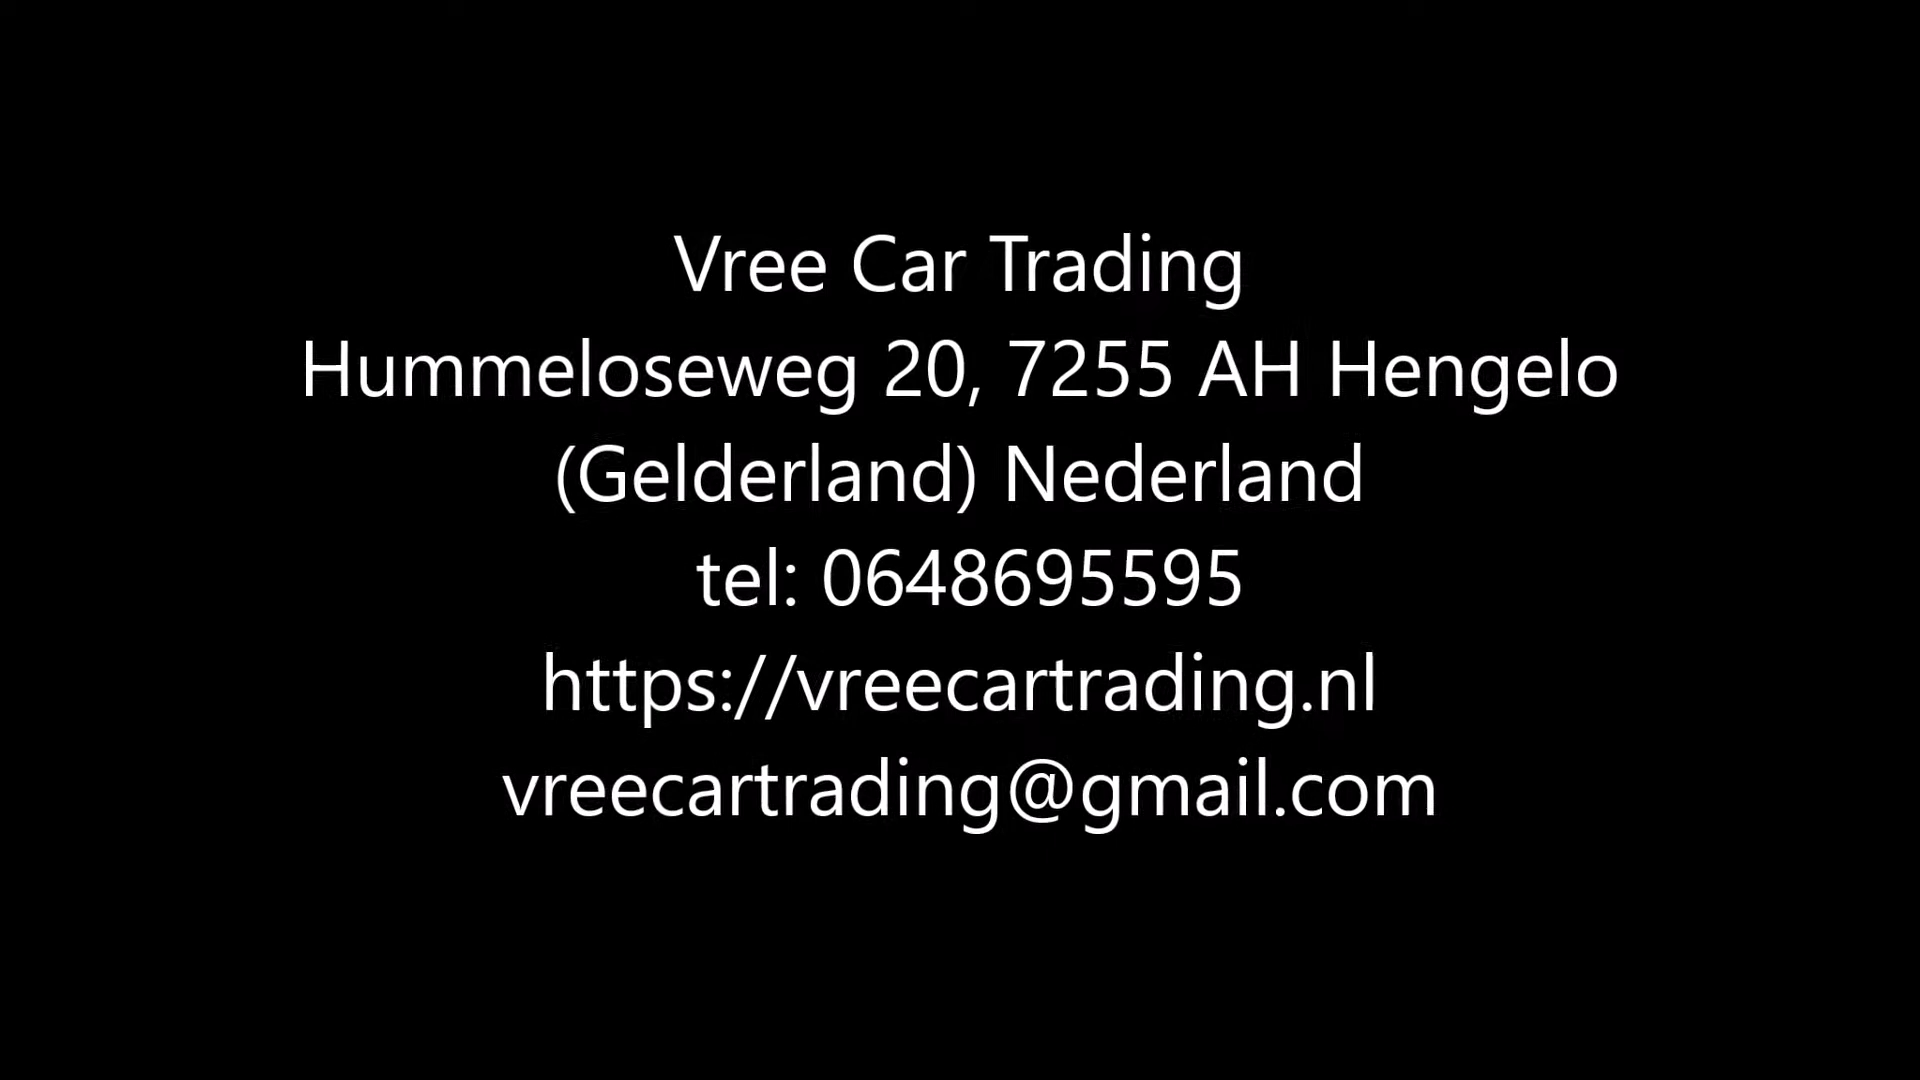 Vree Car Trading
Hummeloseweg 20, 7255 AH Hengelo
(Gelderland) Nederland
tel: 0648695595
https://vreecartrading.nl
vreecartrading@gmail.com